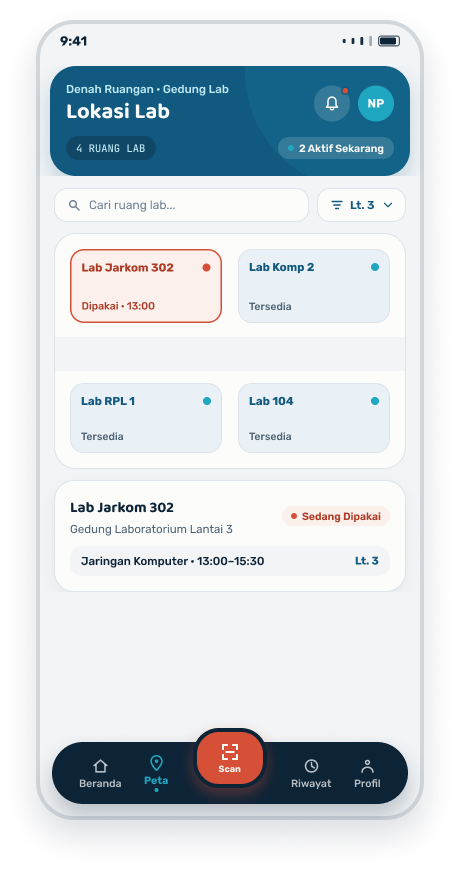 9:41
Denah Ruangan • Gedung Lab
Lokasi Lab
NP
4 RUANG LAB
2 Aktif Sekarang
Cari ruang lab...
Lt. 3
Lab Jarkom 302
Dipakai • 13:00
Lab Komp 2
Tersedia
Lab RPL 1
Tersedia
Lab 104
Tersedia
Lab Jarkom 302
Gedung Laboratorium Lantai 3
Sedang Dipakai
Jaringan Komputer • 13:00–15:30
Lt. 3
Beranda
Peta
Scan
Riwayat
Profil